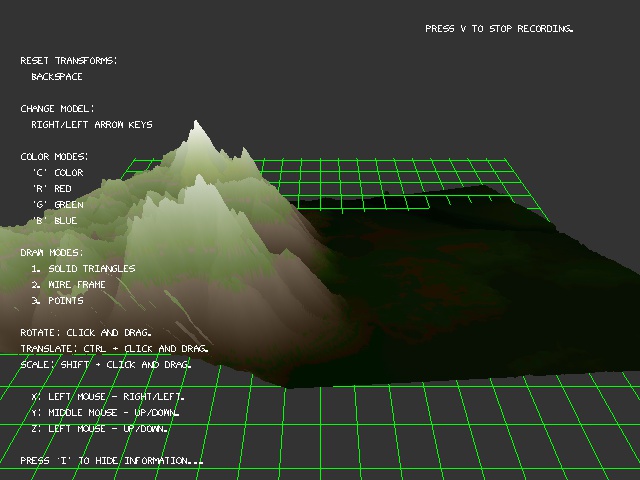 PRESS V TO STOP RECORDING.
RESET TRANSFORMS:
BACKSPACE
CHANGE MODEL:
RIGHT/LEFT ARROW KEYS
COLOR MODES:
'C' COLOR
'R' RED
'G' GREEN
'B' BLUE
DRAW MODES:
1. SOLID TRIANGLES
2. WIRE FRAME
3. POINTS
ROTATE: CLICK AND DRAG.
TRANSLATE: CTRL + CLICK AND DRAG.
SCALE: SHIFT + CLICK AND DRAG.
X: LEFT MOUSE - RIGHT/LEFT.
Y: MIDDLE MOUSE - UP/DOWN.
Z: LEFT MOUSE - UP/DOWN.
PRESS 'I' TO HIDE INFORMATION...